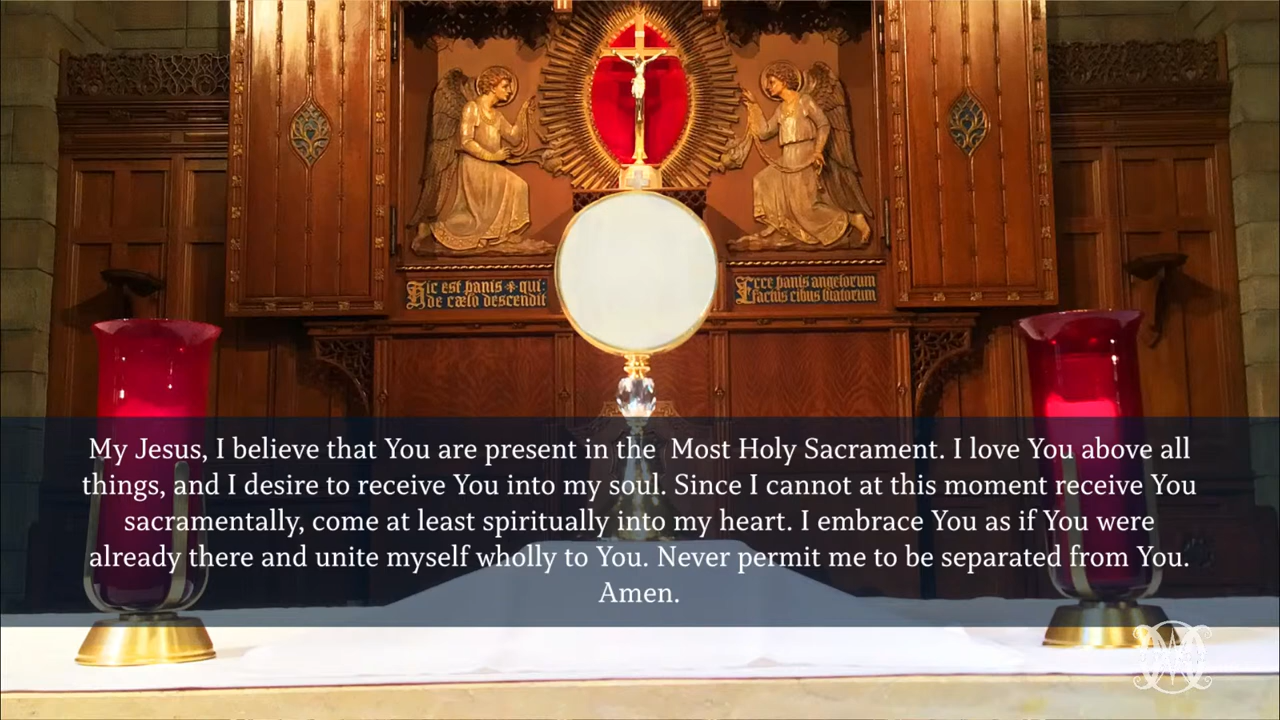 Hic est panis qui
de cœlo descendit
Ecce panis angelorum
factus cibus viatorum
My Jesus, I believe that You are present in the Most Holy Sacrament. I love You above all
things, and I desire to receive You into my soul. Since I cannot at this moment receive You
sacramentally, come at least spiritually into my heart. I embrace You as if You were
already there and unite myself wholly to You. Never permit me to be separated from You.
Amen.